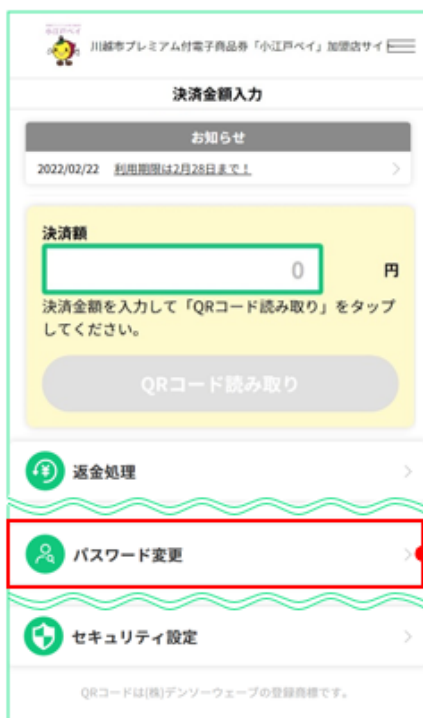 小江戸ペイ
川越市プレミアム付電子商品券「小江戸ペイ」加盟店サイ
決済金額入力
お知らせ
2022/02/22 利用期限は2月28日まで！
決済額
0 円
決済金額を入力して「QRコード読み取り」をタップ
してください。
QRコード読み取り
返金処理
パスワード変更
セキュリティ設定
QRコードは(株)デンソーウェーブの登録商標です。